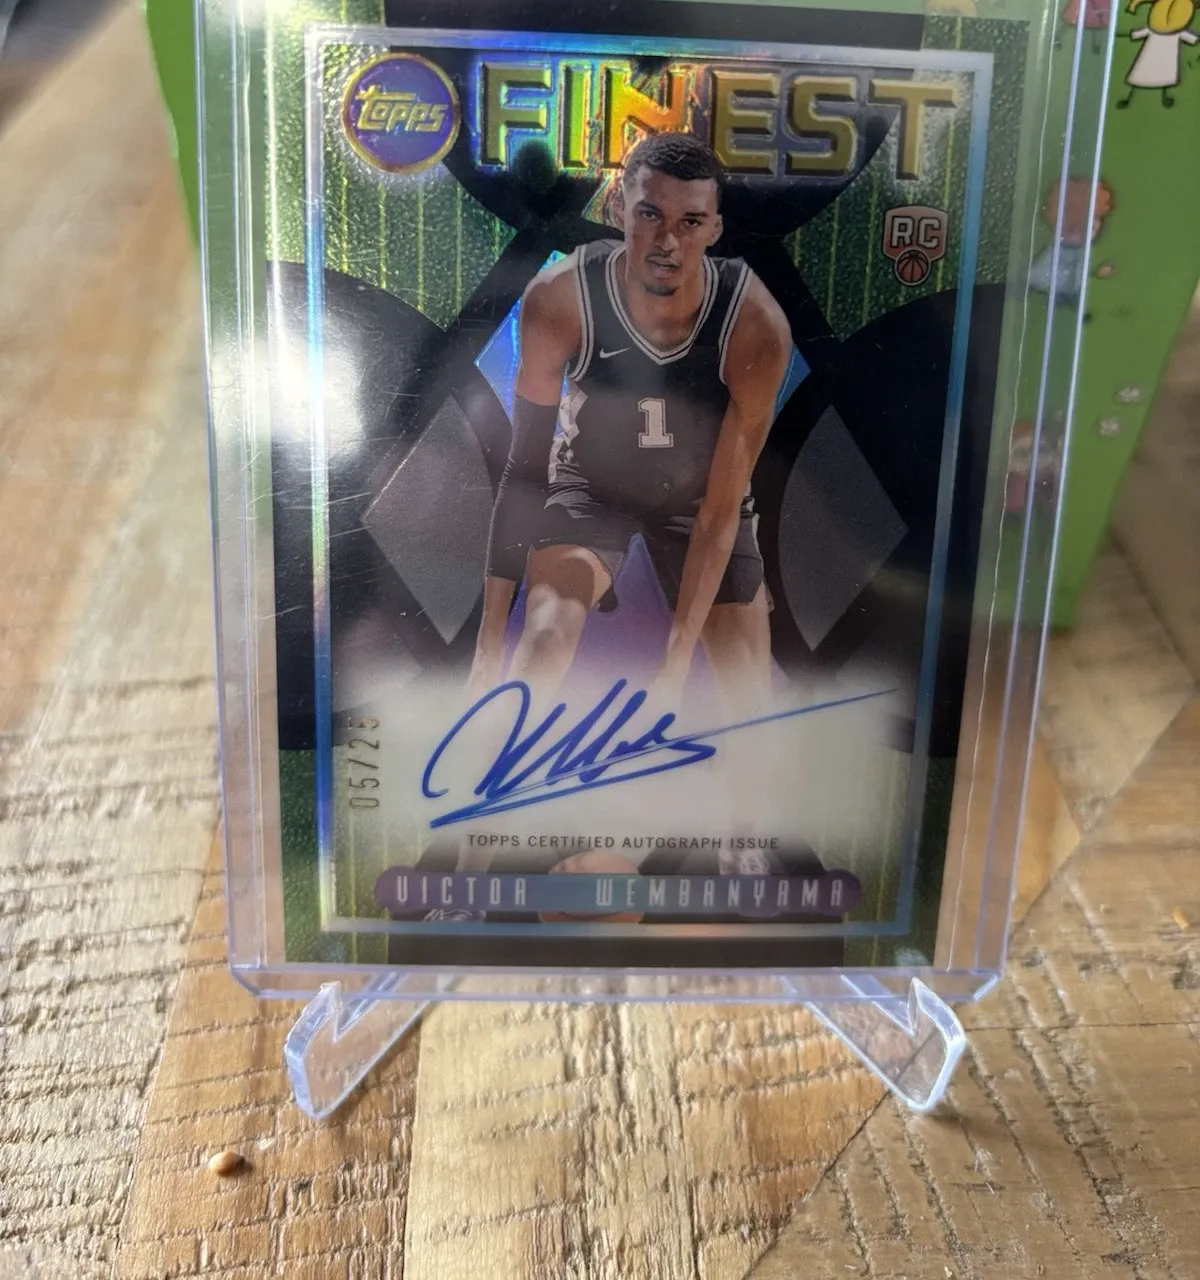 Topps FINEST
RC
1
05/25
TOPPS CERTIFIED AUTOGRAPH ISSUE
VICTOR WEMBANYAMA